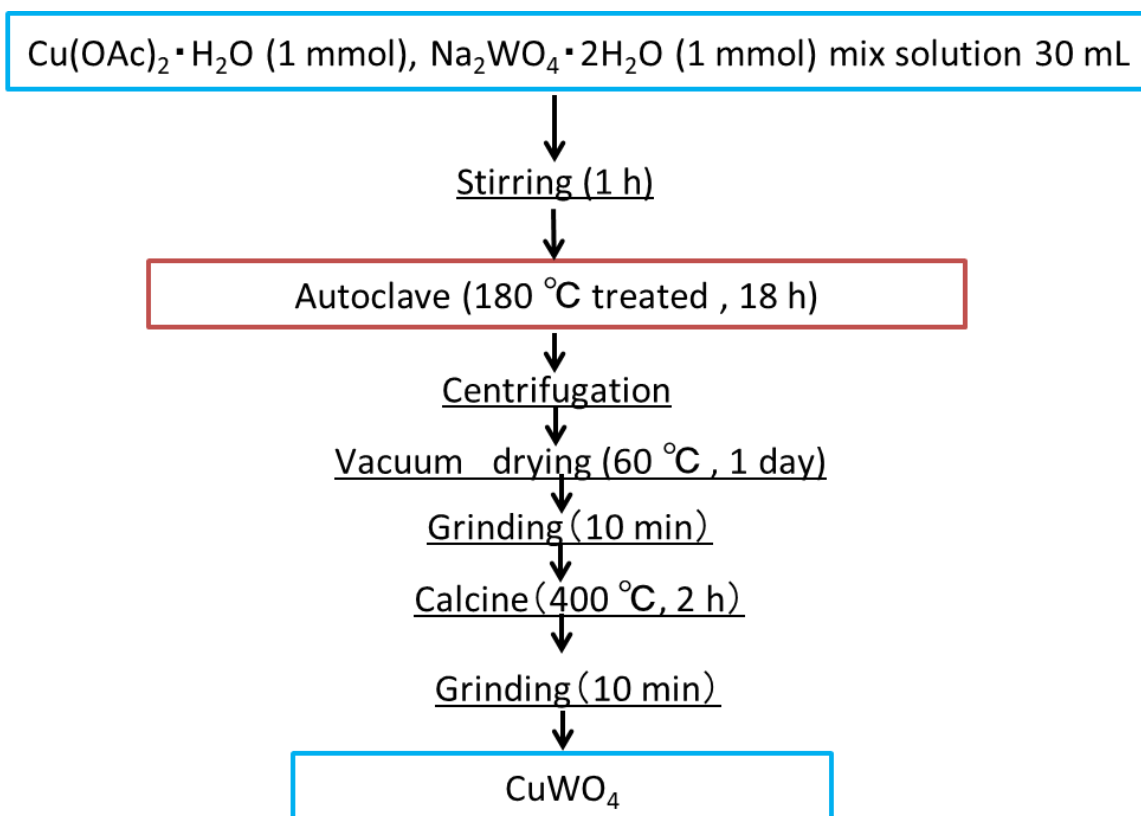 Cu(OAc)₂・H₂O (1 mmol), Na₂WO₄・2H₂O (1 mmol) mix solution 30 mL
Stirring (1 h)
Autoclave (180 ℃ treated , 18 h)
Centrifugation
Vacuum drying (60 ℃ , 1 day)
Grinding（10 min）
Calcine（400 ℃, 2 h）
Grinding（10 min）
CuWO₄